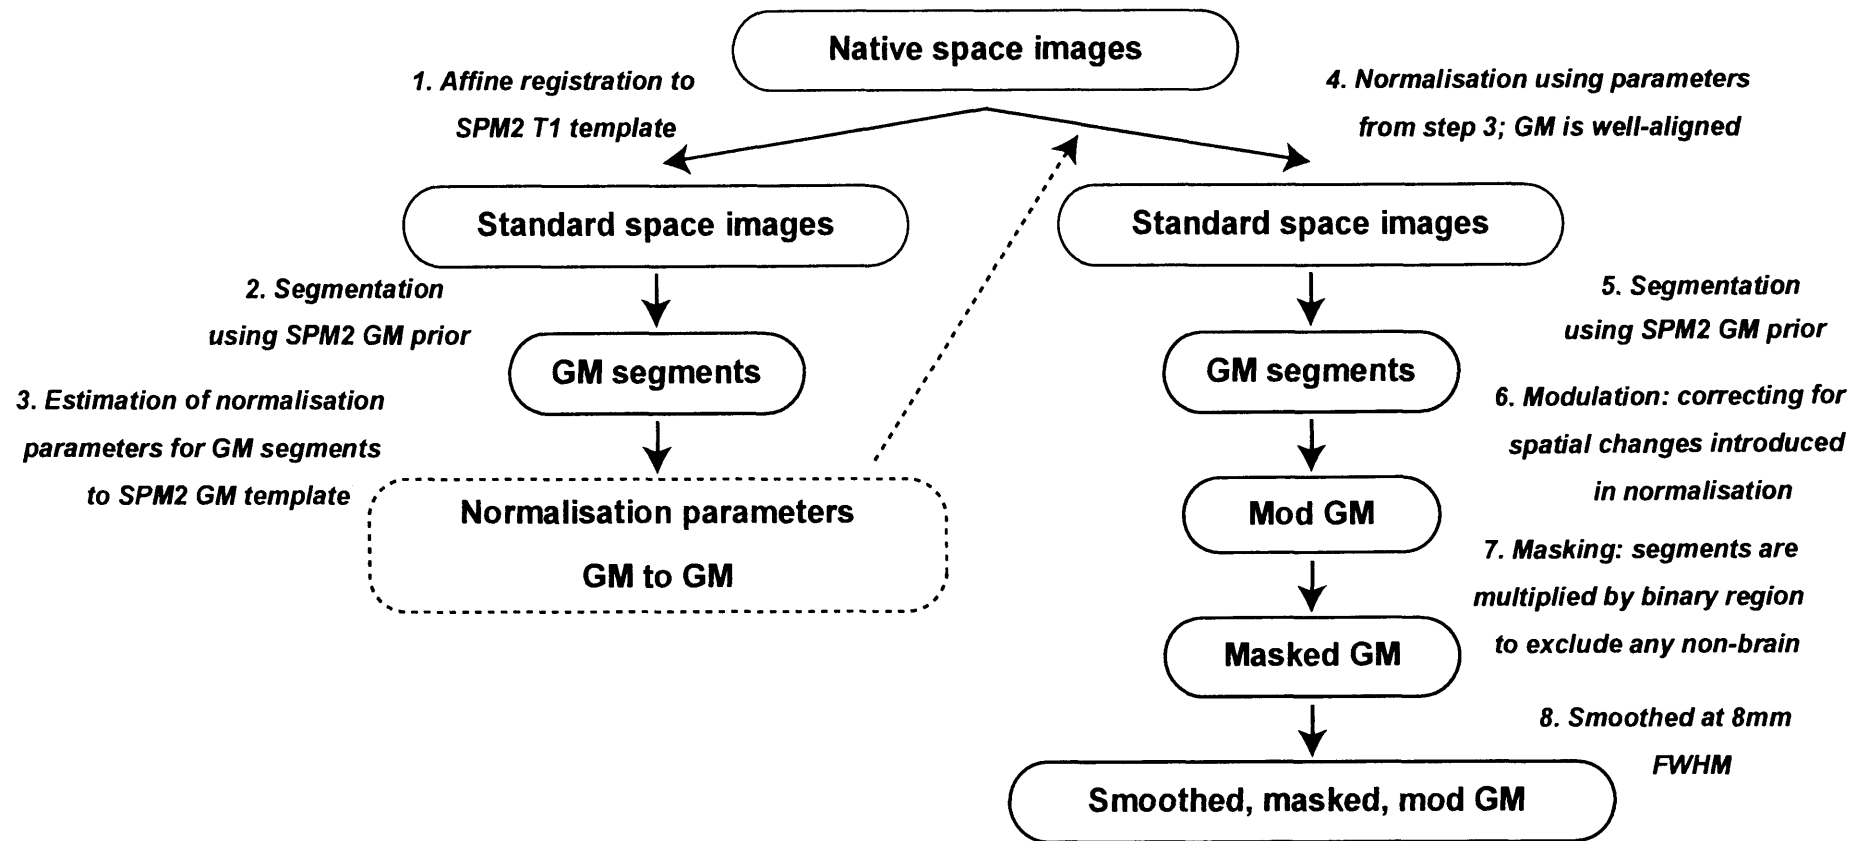 Native space images
1. Affine registration to
SPM2 T1 template
4. Normalisation using parameters
from step 3; GM is well-aligned
Standard space images
Standard space images
2. Segmentation
using SPM2 GM prior
5. Segmentation
using SPM2 GM prior
GM segments
GM segments
3. Estimation of normalisation
parameters for GM segments
to SPM2 GM template
6. Modulation: correcting for
spatial changes introduced
in normalisation
Normalisation parameters
GM to GM
Mod GM
7. Masking: segments are
multiplied by binary region
to exclude any non-brain
Masked GM
8. Smoothed at 8mm
FWHM
Smoothed, masked, mod GM